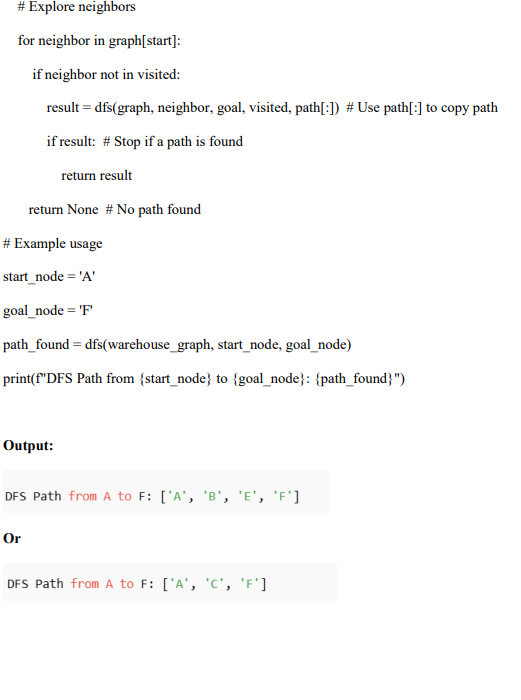 # Explore neighbors
for neighbor in graph[start]:
if neighbor not in visited:
result = dfs(graph, neighbor, goal, visited, path[:])  # Use path[:] to copy path
if result:  # Stop if a path is found
return result
return None  # No path found
# Example usage
start_node = 'A'
goal_node = 'F'
path_found = dfs(warehouse_graph, start_node, goal_node)
print(f"DFS Path from {start_node} to {goal_node}: {path_found}")
Output:
DFS Path from A to F: ['A', 'B', 'E', 'F']
Or
DFS Path from A to F: ['A', 'C', 'F']